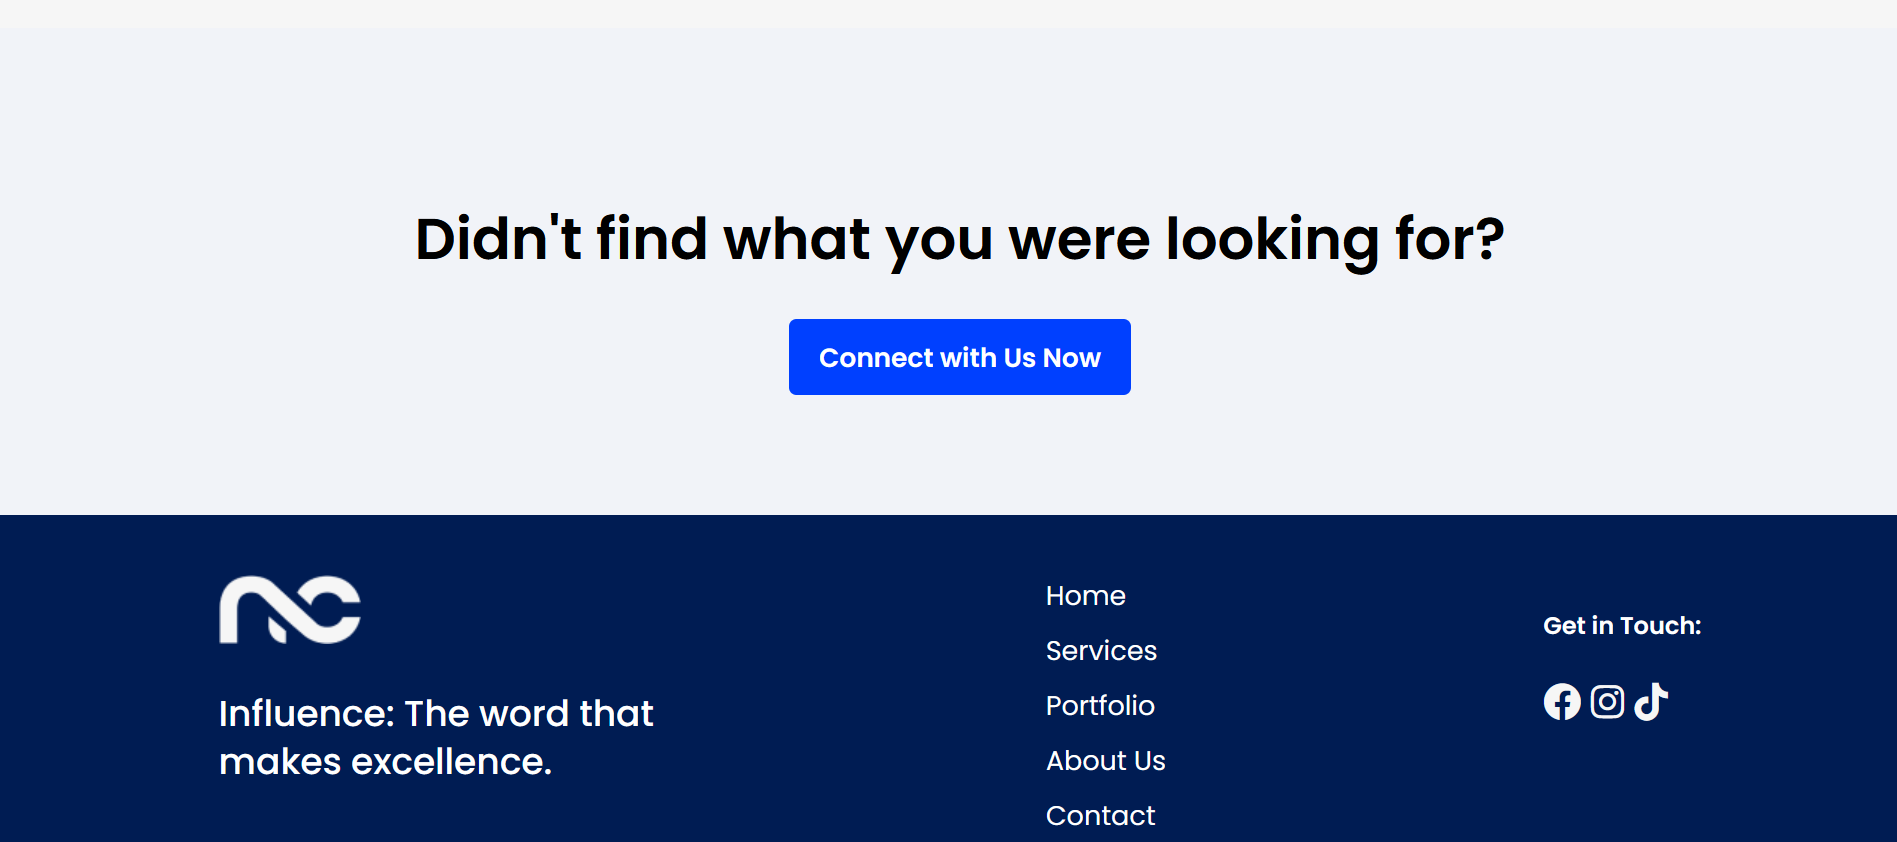 Didn't find what you were looking for?
Connect with Us Now
Influence: The word that
makes excellence.
Home
Services
Portfolio
About Us
Contact
Get in Touch: